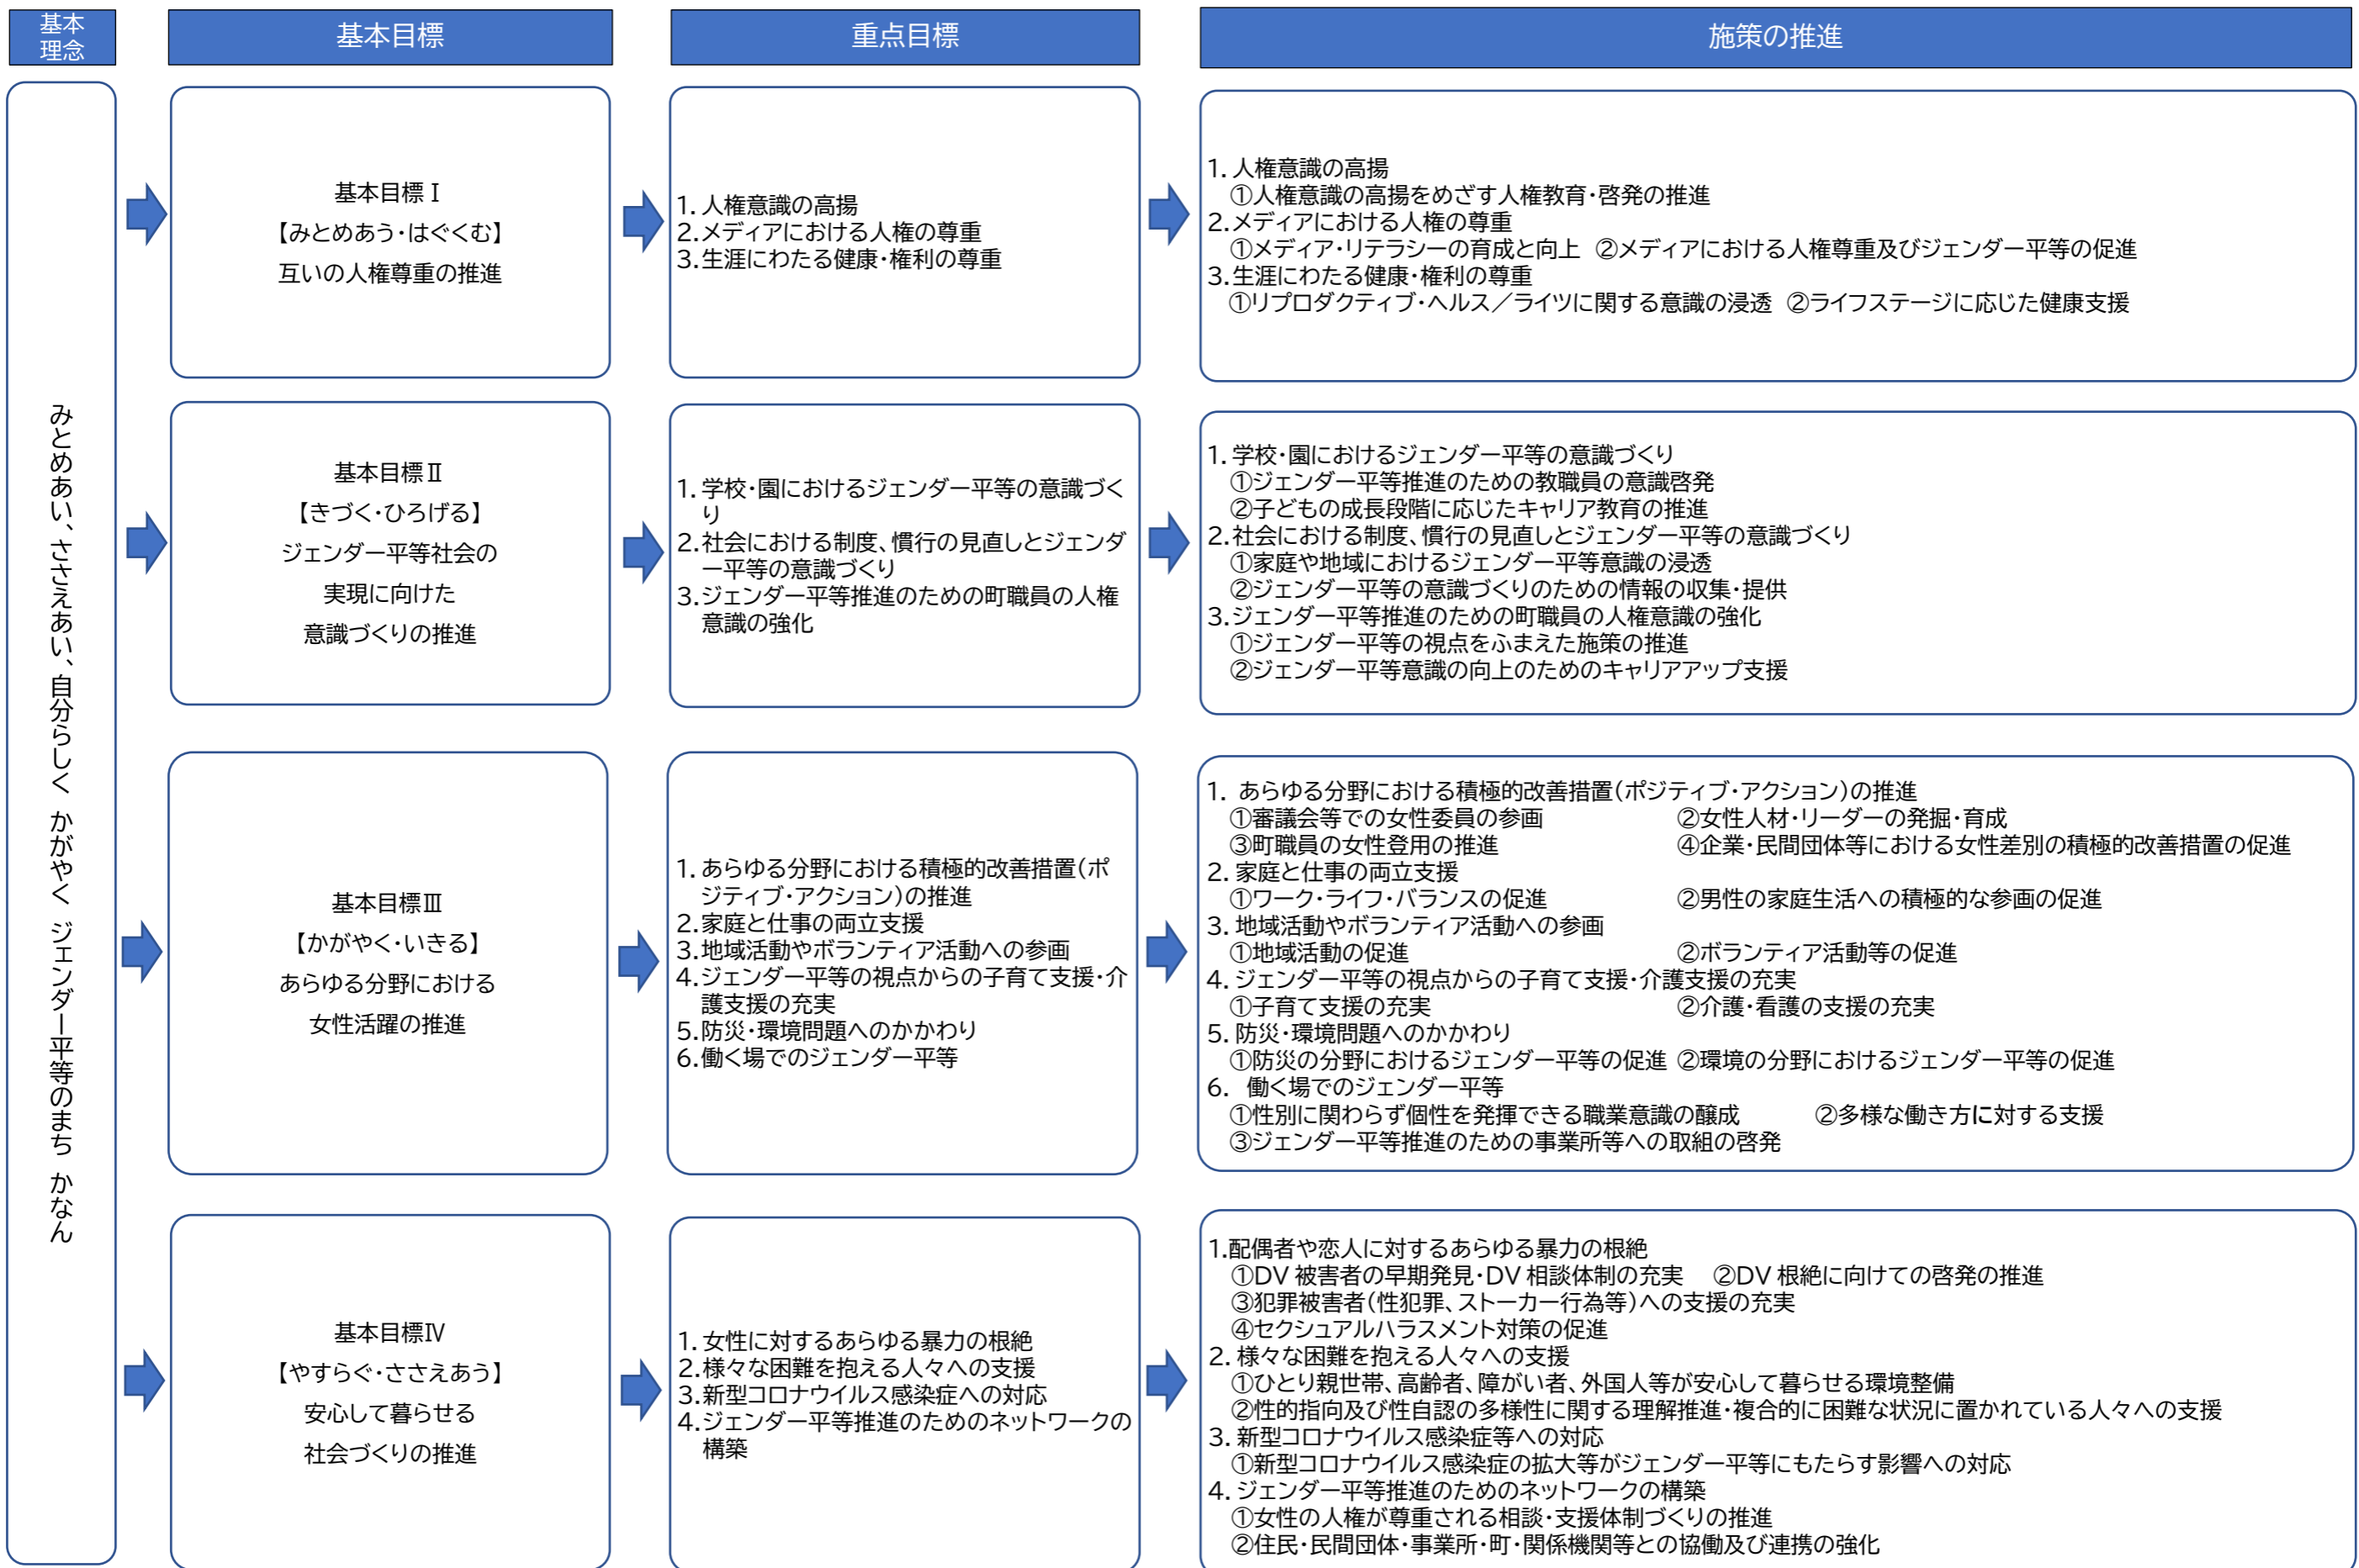 基本
理念
基本目標
重点目標
施策の推進
みとめあい、ささえあい、自分らしく かがやく ジェンダー平等のまち かなん
基本目標Ⅰ
【みとめあう・はぐくむ】
互いの人権尊重の推進
1. 人権意識の高揚
2.メディアにおける人権の尊重
3.生涯にわたる健康・権利の尊重
1. 人権意識の高揚
①人権意識の高揚をめざす人権教育・啓発の推進
2.メディアにおける人権の尊重
①メディア・リテラシーの育成と向上 ②メディアにおける人権尊重及びジェンダー平等の促進
3.生涯にわたる健康・権利の尊重
①リプロダクティブ・ヘルス／ライツに関する意識の浸透 ②ライフステージに応じた健康支援
基本目標Ⅱ
【きづく・ひろげる】
ジェンダー平等社会の
実現に向けた
意識づくりの推進
1. 学校・園におけるジェンダー平等の意識づく
り
2.社会における制度、慣行の見直しとジェンダ
ー平等の意識づくり
3.ジェンダー平等推進のための町職員の人権
意識の強化
1. 学校・園におけるジェンダー平等の意識づくり
①ジェンダー平等推進のための教職員の意識啓発
②子どもの成長段階に応じたキャリア教育の推進
2.社会における制度、慣行の見直しとジェンダー平等の意識づくり
①家庭や地域におけるジェンダー平等意識の浸透
②ジェンダー平等の意識づくりのための情報の収集・提供
3.ジェンダー平等推進のための町職員の人権意識の強化
①ジェンダー平等の視点をふまえた施策の推進
②ジェンダー平等意識の向上のためのキャリアアップ支援
基本目標Ⅲ
【かがやく・いきる】
あらゆる分野における
女性活躍の推進
1. あらゆる分野における積極的改善措置（ポ
ジティブ・アクション）の推進
2.家庭と仕事の両立支援
3.地域活動やボランティア活動への参画
4.ジェンダー平等の視点からの子育て支援・介
護支援の充実
5.防災・環境問題へのかかわり
6.働く場でのジェンダー平等
1. あらゆる分野における積極的改善措置（ポジティブ・アクション）の推進
①審議会等での女性委員の参画 ②女性人材・リーダーの発掘・育成
③町職員の女性登用の推進 ④企業・民間団体等における女性差別の積極的改善措置の促進
2. 家庭と仕事の両立支援
①ワーク・ライフ・バランスの促進 ②男性の家庭生活への積極的な参画の促進
3. 地域活動やボランティア活動への参画
①地域活動の促進 ②ボランティア活動等の促進
4. ジェンダー平等の視点からの子育て支援・介護支援の充実
①子育て支援の充実 ②介護・看護の支援の充実
5. 防災・環境問題へのかかわり
①防災の分野におけるジェンダー平等の促進 ②環境の分野におけるジェンダー平等の促進
6. 働く場でのジェンダー平等
①性別に関わらず個性を発揮できる職業意識の醸成 ②多様な働き方に対する支援
③ジェンダー平等推進のための事業所等への取組の啓発
基本目標Ⅳ
【やすらぐ・ささえあう】
安心して暮らせる
社会づくりの推進
1. 女性に対するあらゆる暴力の根絶
2.様々な困難を抱える人々への支援
3.新型コロナウイルス感染症への対応
4.ジェンダー平等推進のためのネットワークの
構築
1.配偶者や恋人に対するあらゆる暴力の根絶
①DV 被害者の早期発見・DV 相談体制の充実 ②DV 根絶に向けての啓発の推進
③犯罪被害者（性犯罪、ストーカー行為等）への支援の充実
④セクシュアルハラスメント対策の促進
2. 様々な困難を抱える人々への支援
①ひとり親世帯、高齢者、障がい者、外国人等が安心して暮らせる環境整備
②性的指向及び性自認の多様性に関する理解推進・複合的に困難な状況に置かれている人々への支援
3. 新型コロナウイルス感染症等への対応
①新型コロナウイルス感染症の拡大等がジェンダー平等にもたらす影響への対応
4. ジェンダー平等推進のためのネットワークの構築
①女性の人権が尊重される相談・支援体制づくりの推進
②住民・民間団体・事業所・町・関係機関等との協働及び連携の強化